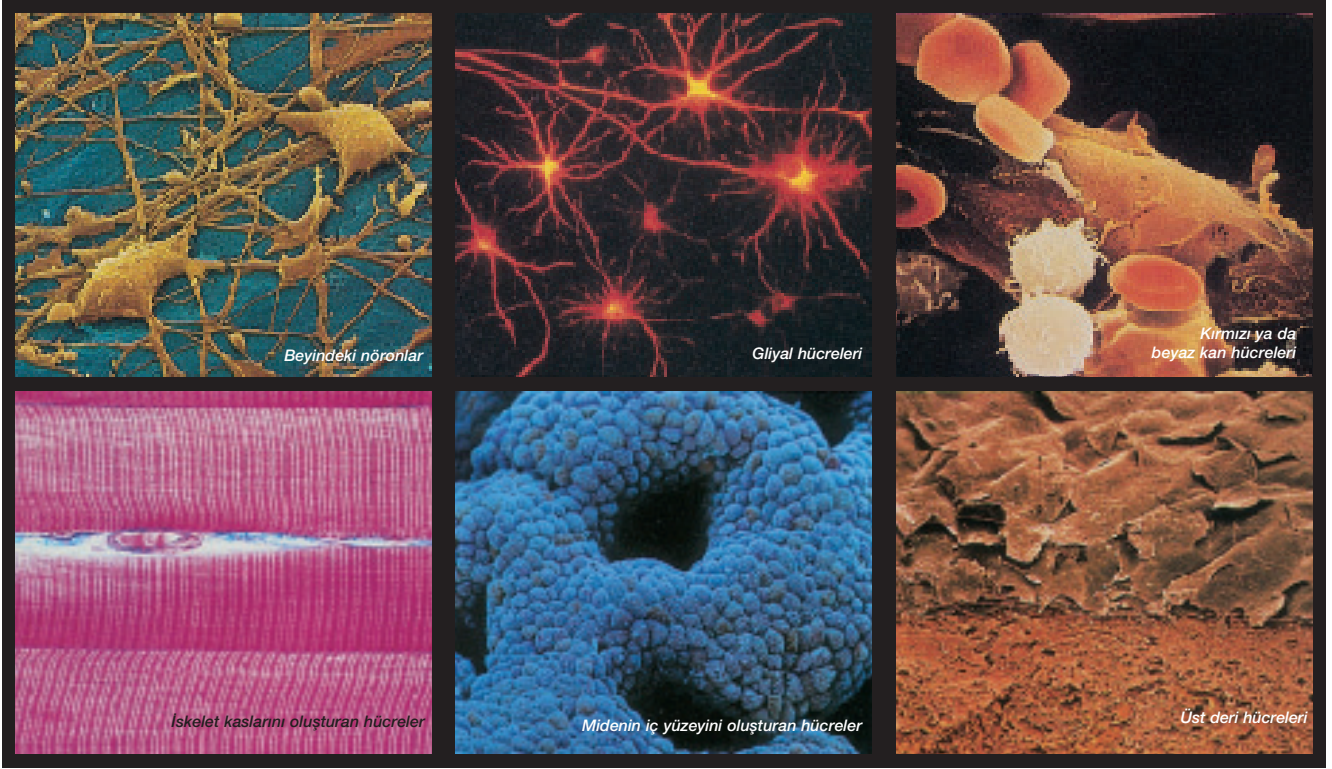 Beyindeki nöronlar
Gliyal hücreleri
Kırmızı ya da
beyaz kan hücreleri
İskelet kaslarını oluşturan hücreler
Midenin iç yüzeyini oluşturan hücreler
Üst deri hücreleri